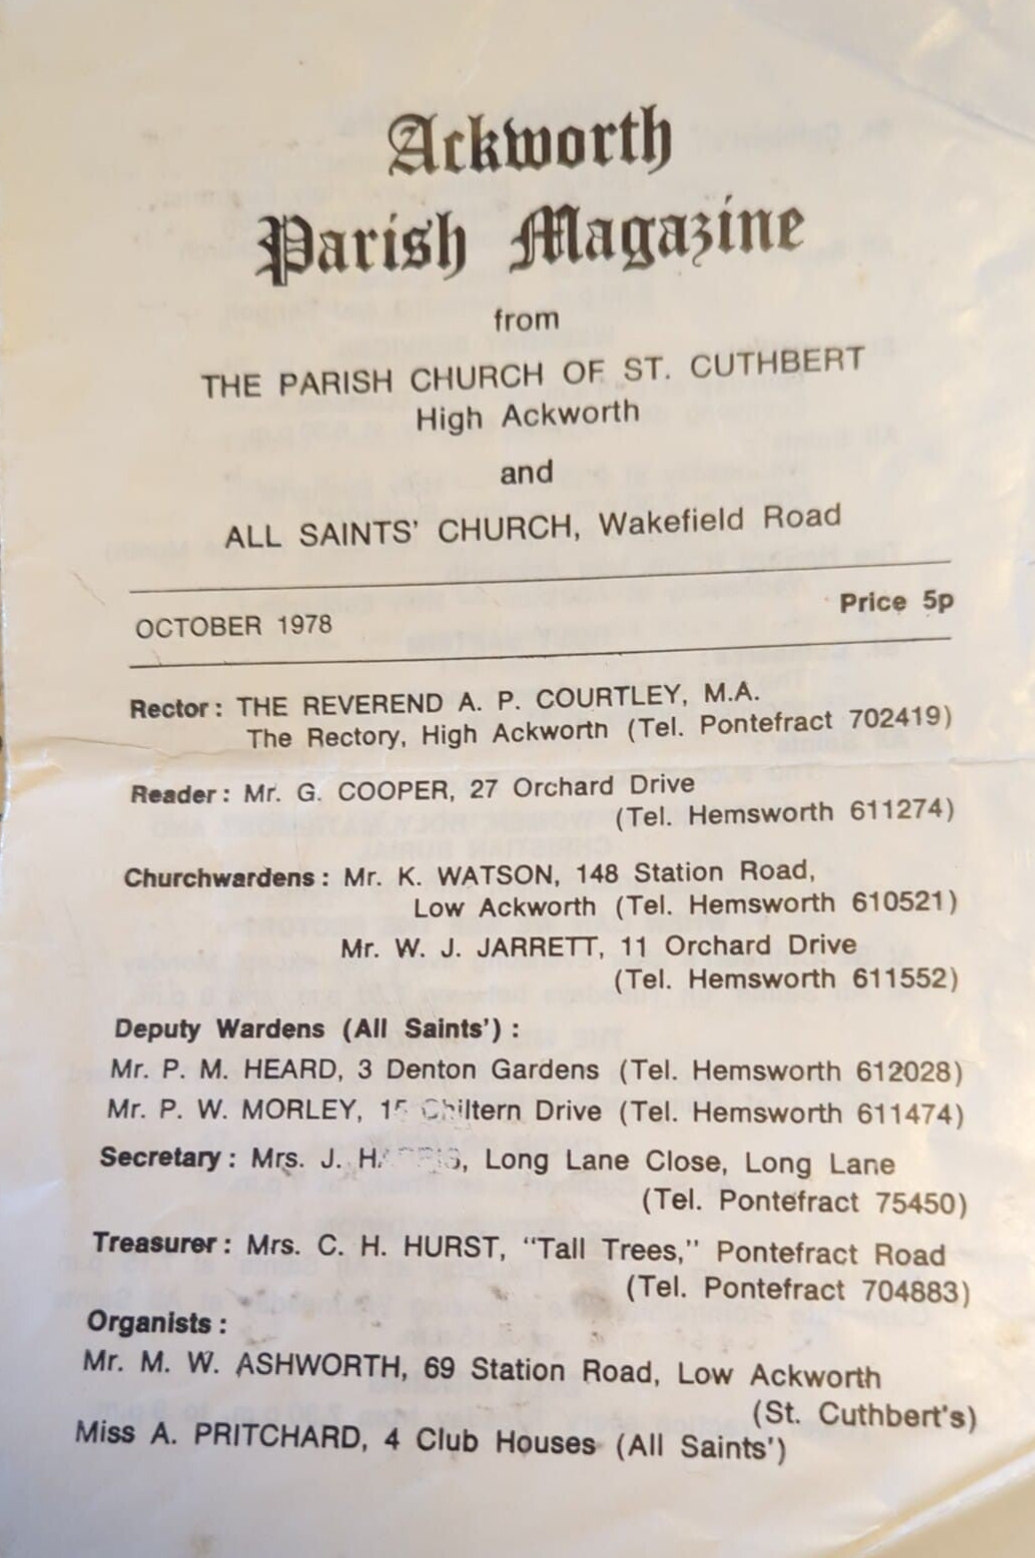 Ackworth
Parish Magazine
from
THE PARISH CHURCH OF ST. CUTHBERT
High Ackworth
and
ALL SAINTS' CHURCH, Wakefield Road
OCTOBER 1978
Price 5p
Rector: THE REVEREND A. P. COURTLEY, M.A.
The Rectory, High Ackworth (Tel. Pontefract 702419)
Reader: Mr. G. COOPER, 27 Orchard Drive
(Tel. Hemsworth 611274)
Churchwardens: Mr. K. WATSON, 148 Station Road,
Low Ackworth (Tel. Hemsworth 610521)
Mr. W. J. JARRETT, 11 Orchard Drive
(Tel. Hemsworth 611552)
Deputy Wardens (All Saints'):
Mr. P. M. HEARD, 3 Denton Gardens (Tel. Hemsworth 612028)
Mr. P. W. MORLEY, Chiltern Drive (Tel. Hemsworth 611474)
Secretary: Mrs. J. Long Lane Close, Long Lane
(Tel. Pontefract 75450)
Treasurer: Mrs. C. H. HURST, "Tall Trees," Pontefract Road
(Tel. Pontefract 704883)
Organists:
Mr. M. W. ASHWORTH, 69 Station Road, Low Ackworth
(St. Cuthbert's)
Miss A. PRITCHARD, 4 Club Houses (All Saints')